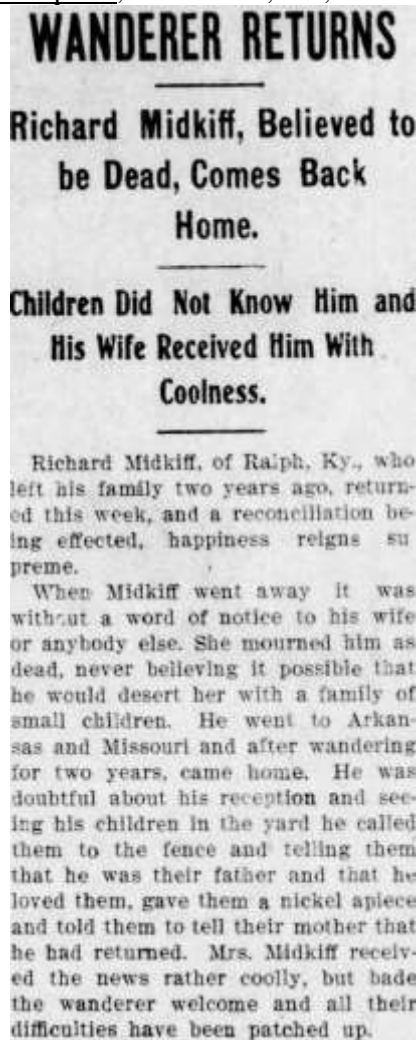 WANDERER RETURNS
Richard Midkiff, Believed to
be Dead, Comes Back
Home.
Children Did Not Know Him and
His Wife Received Him With
Coolness.
Richard Midkiff, of Ralph, Ky., who
left his family two years ago, return-
ed this week, and a reconciliation be-
ing effected, happiness reigns su
preme.
When Midkiff went away it was
without a word of notice to his wife
or anybody else. She mourned him as
dead, never believing it possible that
he would desert her with a family of
small children. He went to Arkan-
sas and Missouri and after wandering
for two years, came home. He was
doubtful about his reception and see-
ing his children in the yard he called
them to the fence and telling them
that he was their father and that he
loved them, gave them a nickel apiece
and told them to tell their mother that
he had returned. Mrs. Midkiff receiv-
ed the news rather coolly, but bade
the wanderer welcome and all their
difficulties have been patched up.